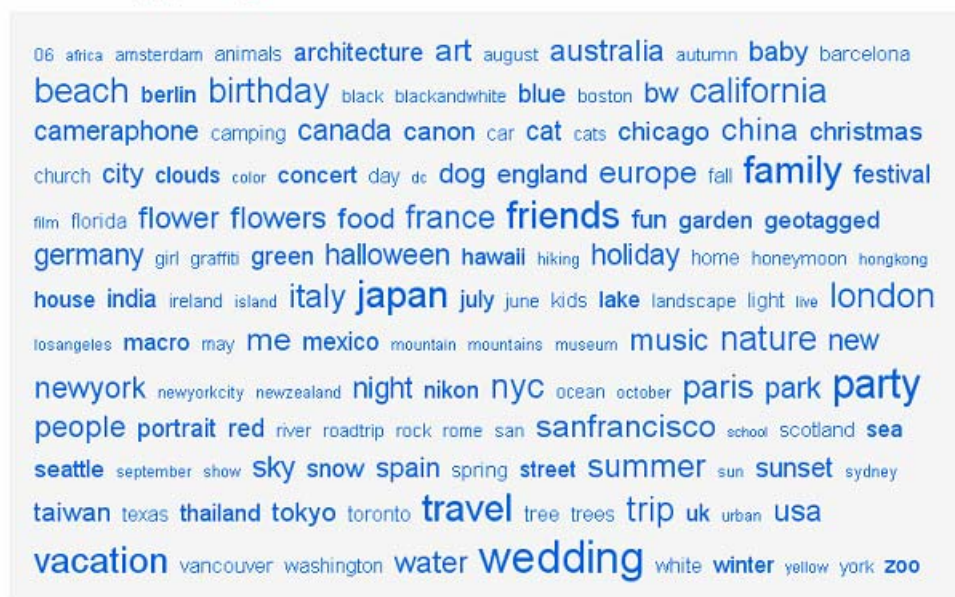 06 africa amsterdam animals architecture art august australia autumn baby barcelona
beach berlin birthday black blackandwhite blue boston bw california
cameraphone camping canada canon car cat cats chicago china christmas
church city clouds color concert day dc dog england europe fall family festival
film florida flower flowers food france friends fun garden geotagged
germany girl graffiti green halloween hawaii hiking holiday home honeymoon hongkong
house india ireland island italy japan july june kids lake landscape light live london
losangeles macro may me mexico mountain mountains museum music nature new
newyork newyorkcity newzealand night nikon nyc ocean october paris park party
people portrait red river roadtrip rock rome san sanfrancisco school scotland sea
seattle september show sky snow spain spring street summer sun sunset sydney
taiwan texas thailand tokyo toronto travel tree trees trip uk urban usa
vacation vancouver washington water wedding white winter yellow york zoo